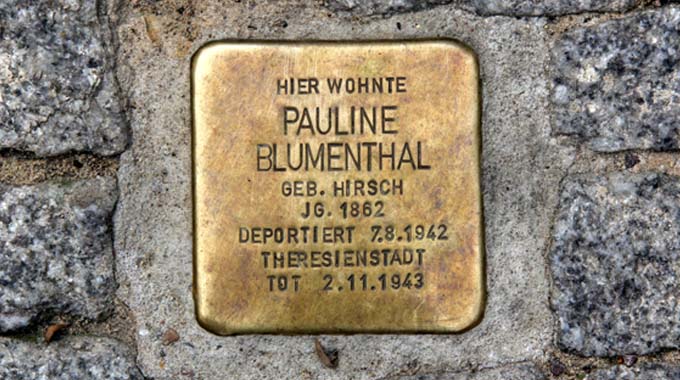 HIER WOHNTE
PAULINE
BLUMENTHAL
GEB. HIRSCH
JG. 1862
DEPORTIERT 7.8.1942
THERESIENSTADT
TOT 2.11.1943